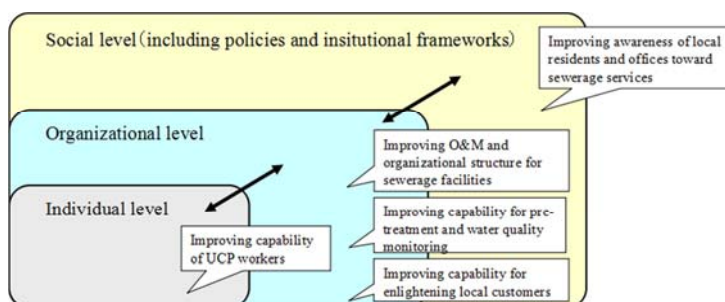 Social level(including policies and insitutional frameworks)
Improving awareness of local
residents and offices toward
sewerage services
Organizational level
Improving O&M and
organizational structure for
sewerage facilities
Individual level
Improving capability
of UCP workers
Improving capability for pre-
treatment and water quality
monitoring
Improving capability for
enlightening local customers